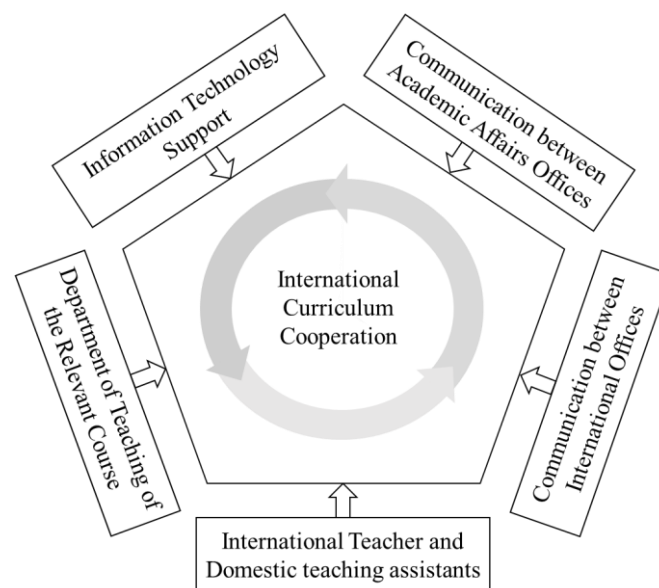 Information Technology
Support
Communication between
Academic Affairs Offices
International
Curriculum
Cooperation
Department of Teaching of
the Relevant Course
Communication between
International Offices
International Teacher and
Domestic teaching assistants